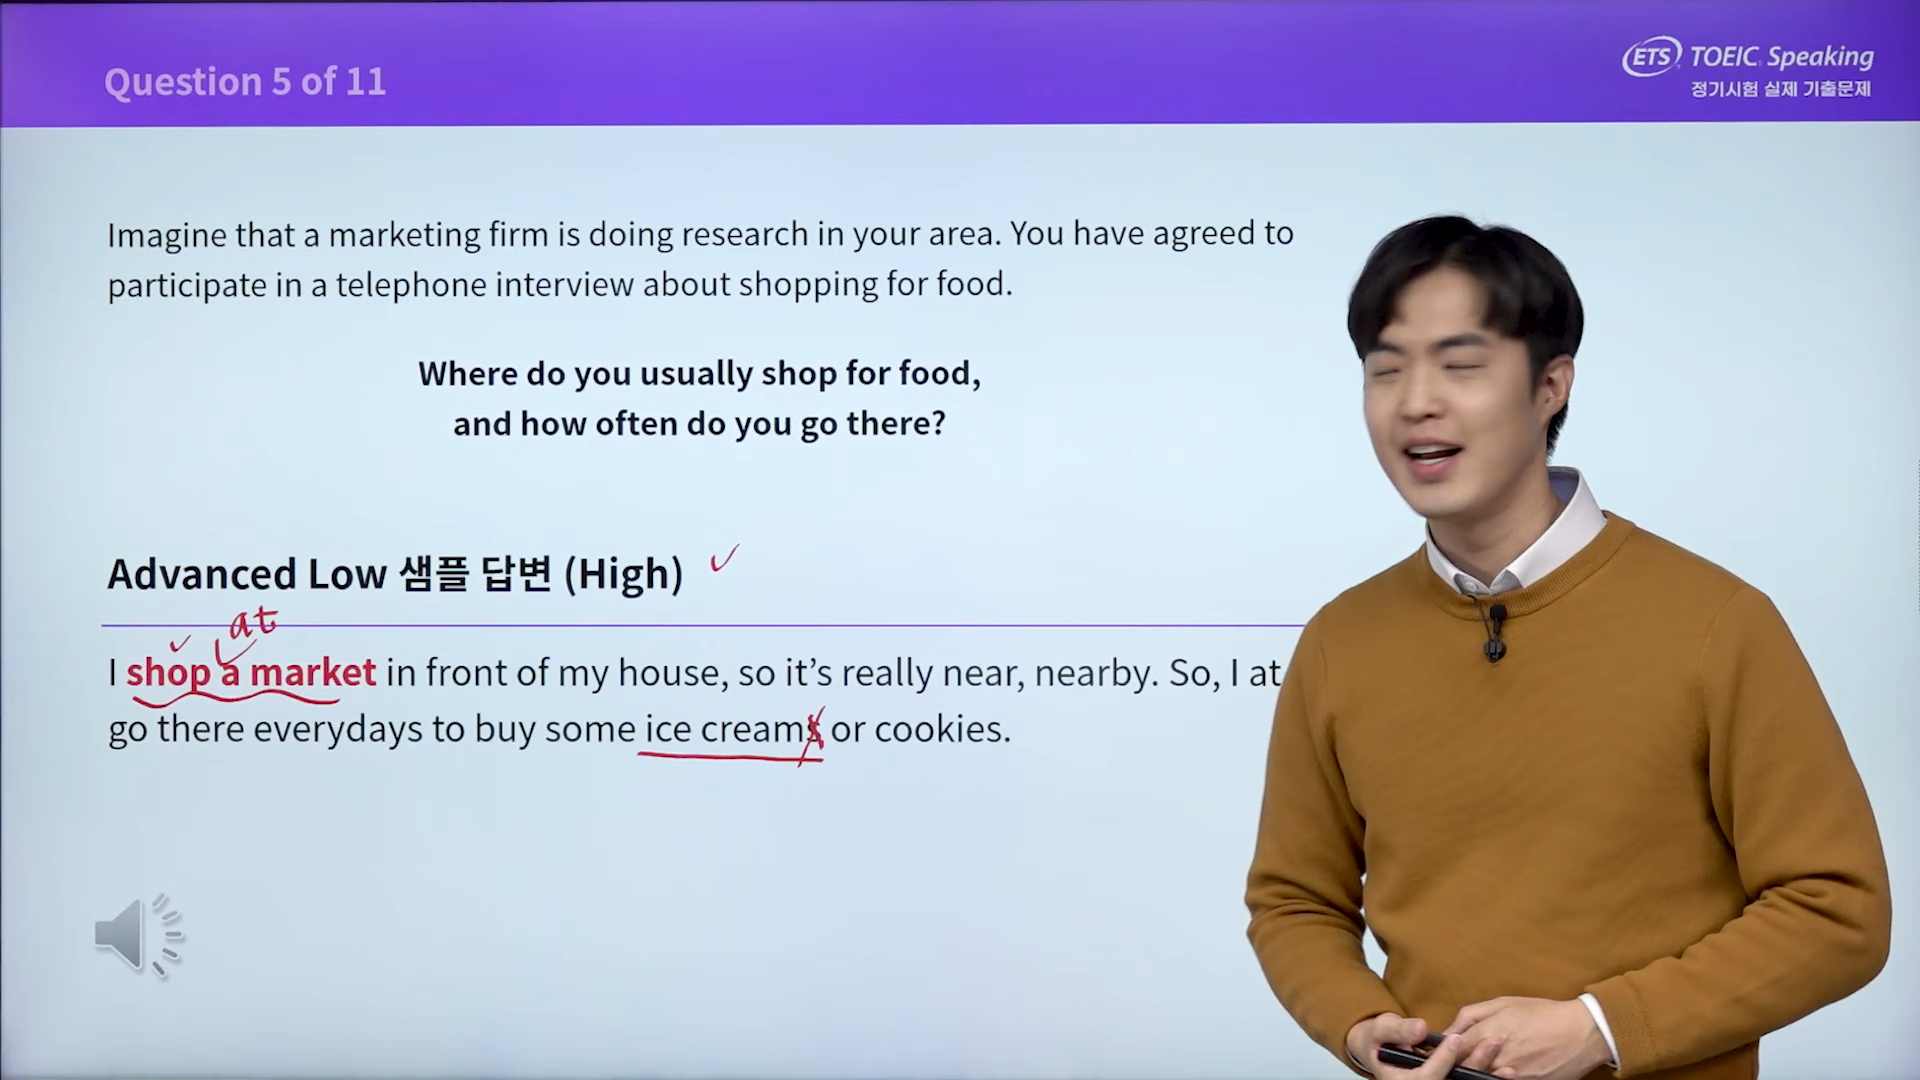 Question 5 of 11
ETS TOEIC Speaking
정기시험 실제 기출문제
Imagine that a marketing firm is doing research in your area. You have agreed to
participate in a telephone interview about shopping for food.
Where do you usually shop for food,
and how often do you go there?
Advanced Low 샘플 답변 (High)
at
I shop a market in front of my house, so it's really near, nearby. So, I at
go there everydays to buy some ice creams or cookies.